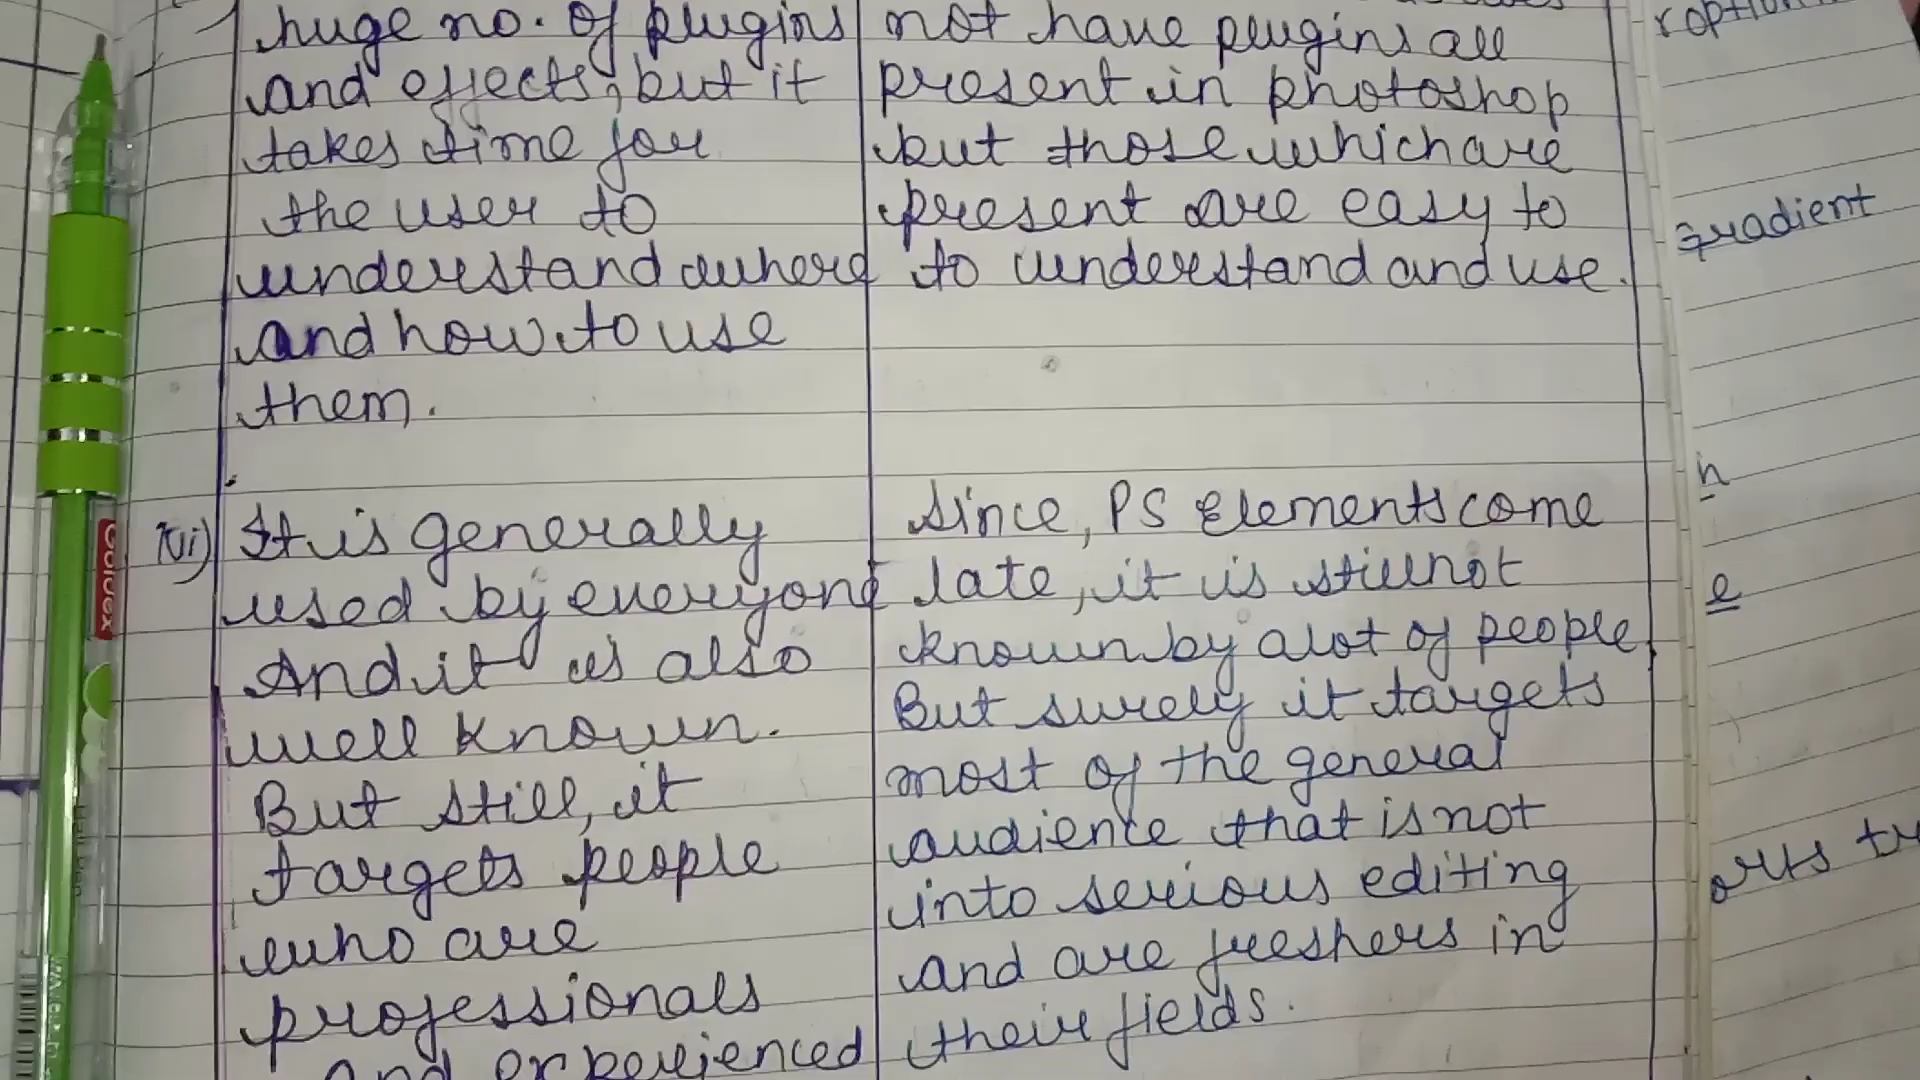 huge no. of plugins
and effects, but it
takes time for
the user to
understand where
and how to use
them.
not have plugins all
present in photoshop
but those which are
present are easy to
to understand and use.
(vi) It is generally
used by everyone
And it is also
well known.
But still, it
targets people
who are
professionals
and experienced
Since, PS Elements come
late, it is still not
known by a lot of people
But surely it targets
most of the general
audience that is not
into serious editing
and are freshers in
their fields.
gradient
n
e